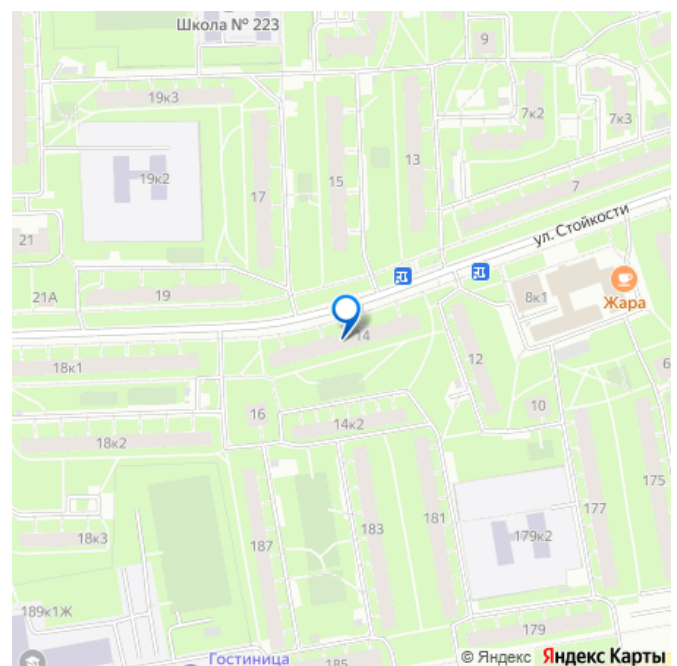 Школа № 223
9
19к3
7к2
7к3
13
19к2
15
17
7
21
ул. Стойкости
21А
19
8к1
Жара
14
18к1
12
6
16
10
14к2
18к2
175
177
183
181
179к2
187
18к3
189к1Ж
179
Гостиница
185
© Яндекс Яндекс Карты